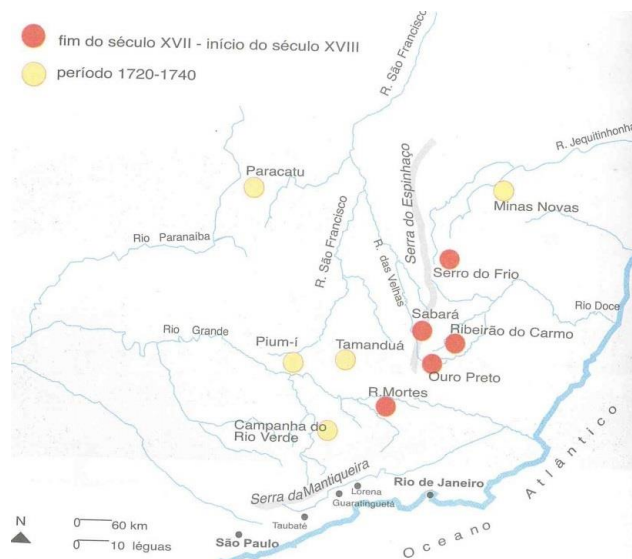 fim do século XVII - início do século XVIII
período 1720-1740
R. São Francisco
R. Jequitinhonha
Paracatu
Serra do Espinhaço
Minas Novas
Rio Paranaíba
R. São Francisco
R. das Velhas
Serro do Frio
Sabará
Rio Doce
Ribeirão do Carmo
Rio Grande
Pium-í
Tamanduá
Ouro Preto
R.Mortes
Campanha do
Rio Verde
Serra da Mantiqueira
Lorena
Rio de Janeiro
Guaratinguetá
Taubaté
São Paulo
Oceano Atlântico
N
0 60 km
0 10 léguas